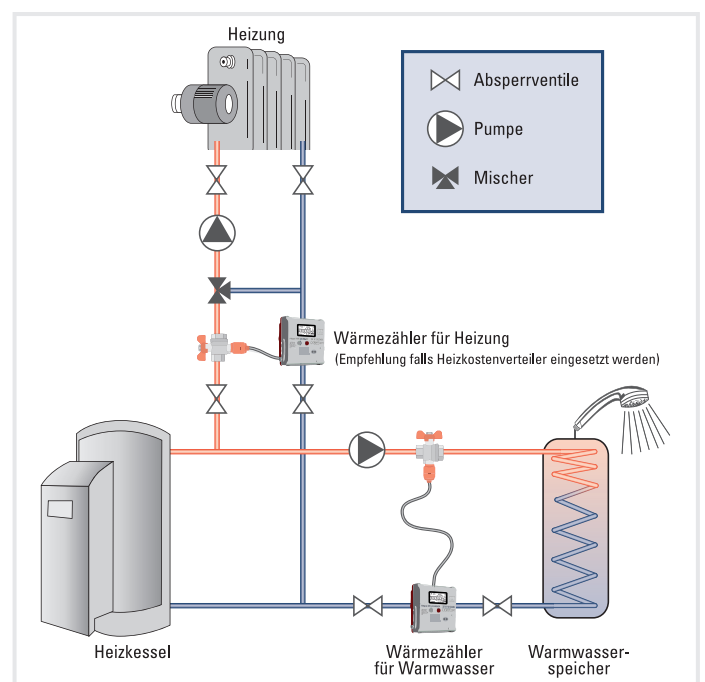 Heizung
Absperrventile
Pumpe
Mischer
Wärmezähler für Heizung
(Empfehlung falls Heizkostenverteiler eingesetzt werden)
Heizkessel
Wärmezähler
für Warmwasser
Warmwasser-
speicher